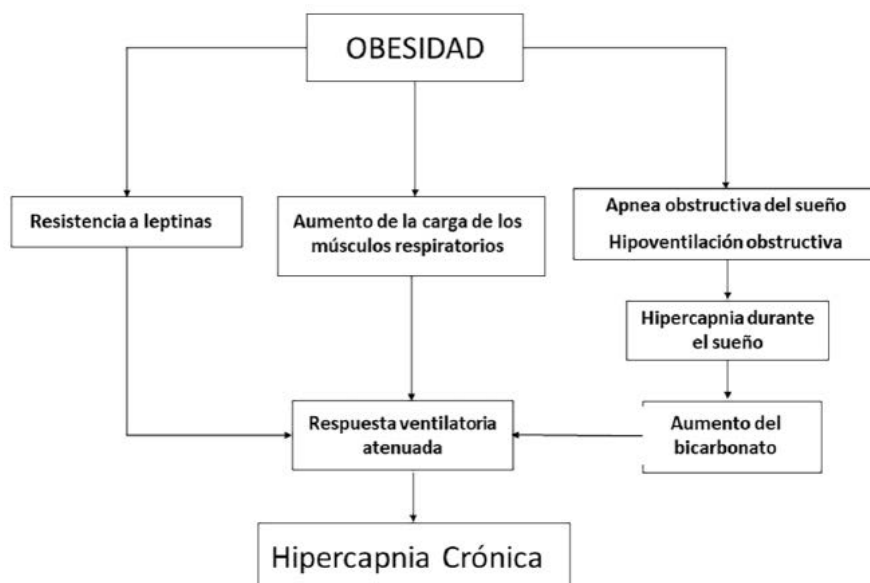 OBESIDAD
Resistencia a leptinas
Aumento de la carga de los
músculos respiratorios
Apnea obstructiva del sueño
Hipoventilación obstructiva
Hipercapnia durante
el sueño
Respuesta ventilatoria
atenuada
Aumento del
bicarbonato
Hipercapnia Crónica